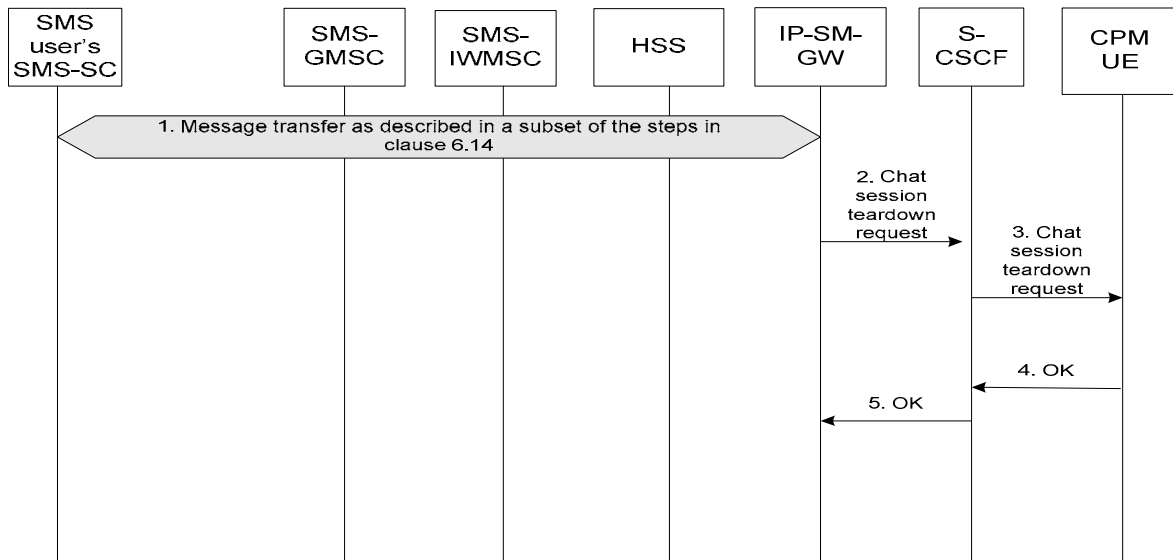 SMS
user's
SMS-SC
SMS-
GMSC
SMS-
IWMSC
HSS
IP-SM-
GW
S-
CSCF
CPM
UE
1. Message transfer as described in a subset of the steps in
clause 6.14
2. Chat
session
teardown
request
3. Chat
session
teardown
request
4. OK
5. OK